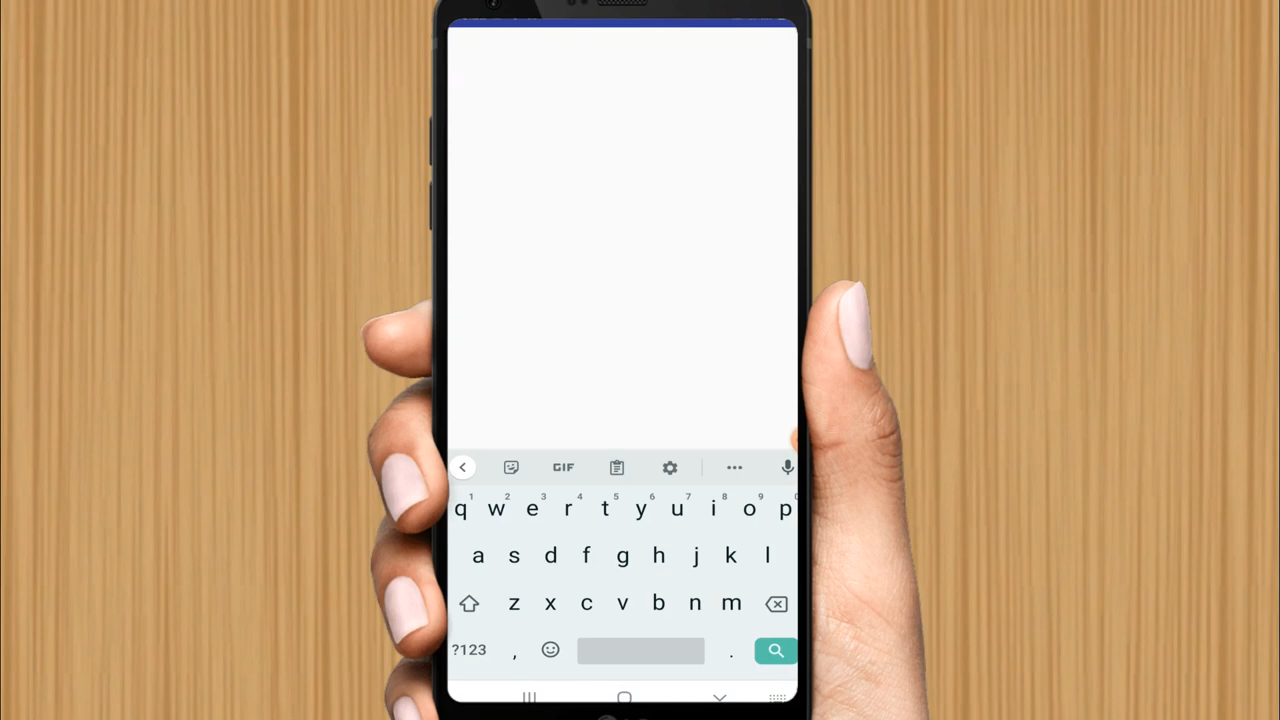 GIF
1 2 3 4 5 6 7 8 9 0
q w e r t y u i o p
a s d f g h j k l
z x c v b n m
?123 , .